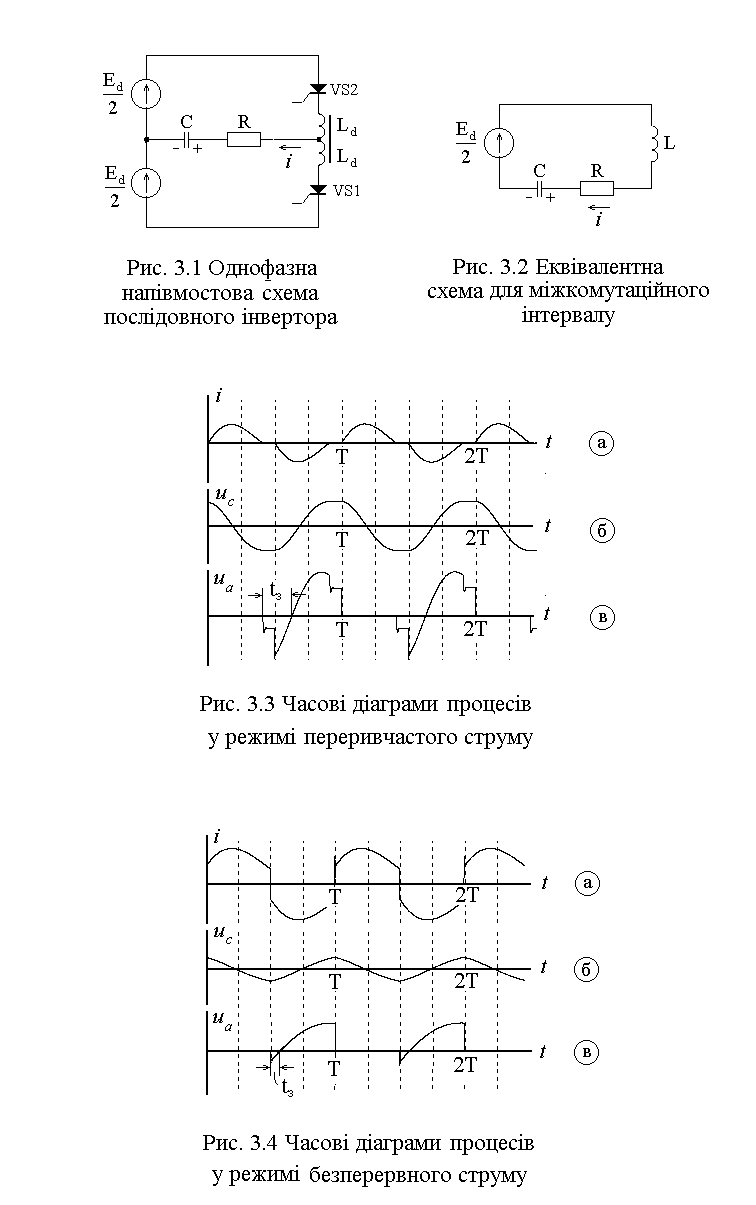 E_d/2
VS2
C
R
L_d
L_d
- +
i
E_d/2
VS1
E_d/2
L
C
R
- +
i
Рис. 3.1 Однофазна
напівмостова схема
послідовного інвертора
Рис. 3.2 Еквівалентна
схема для міжкомутаційного
інтервалу
i
T
2T
t
а
u_c
T
2T
t
б
u_a
t_з
T
2T
t
в
Рис. 3.3 Часові діаграми процесів
у режимі переривчастого струму
i
T
2T
t
а
u_c
T
2T
t
б
u_a
T
2T
t
в
t_з
Рис. 3.4 Часові діаграми процесів
у режимі безперервного струму